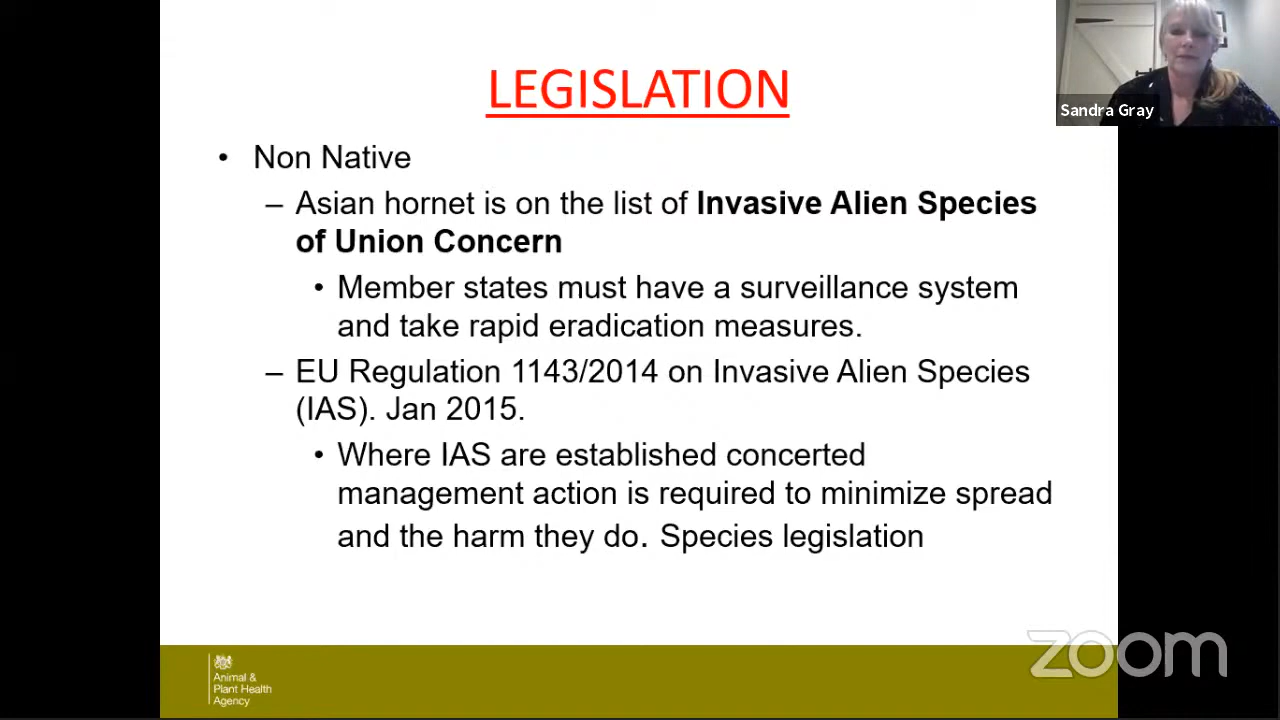 LEGISLATION
• Non Native
– Asian hornet is on the list of Invasive Alien Species
of Union Concern
• Member states must have a surveillance system
and take rapid eradication measures.
– EU Regulation 1143/2014 on Invasive Alien Species
(IAS). Jan 2015.
• Where IAS are established concerted
management action is required to minimize spread
and the harm they do. Species legislation
Sandra Gray
Animal &
Plant Health
Agency
zoom